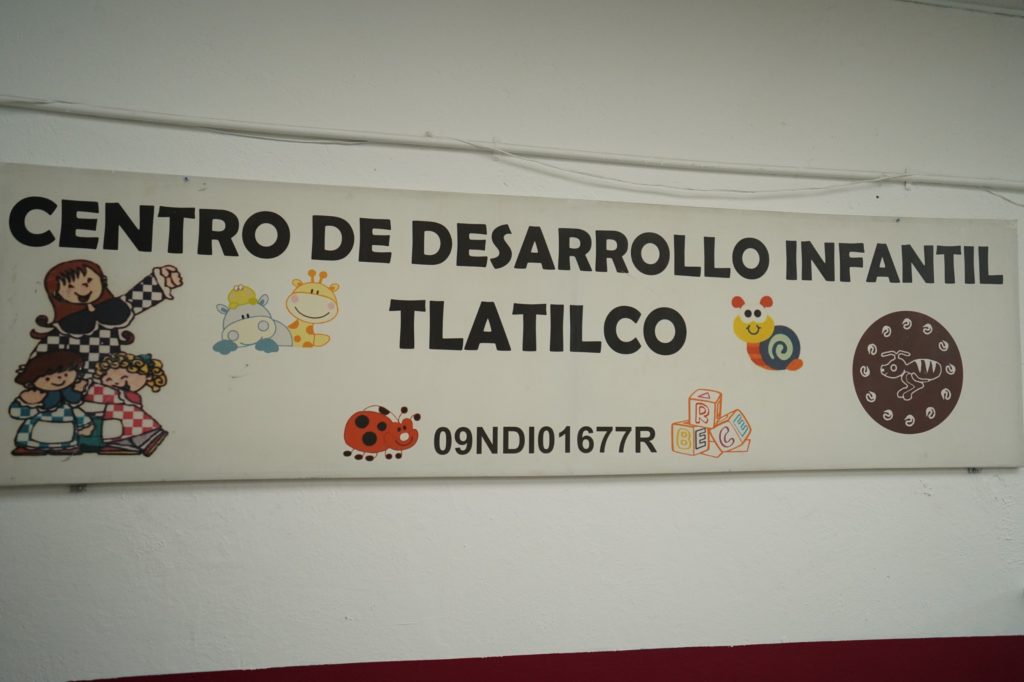 CENTRO DE DESARROLLO INFANTIL
TLATILCO
09NDI01677R
R
B E C